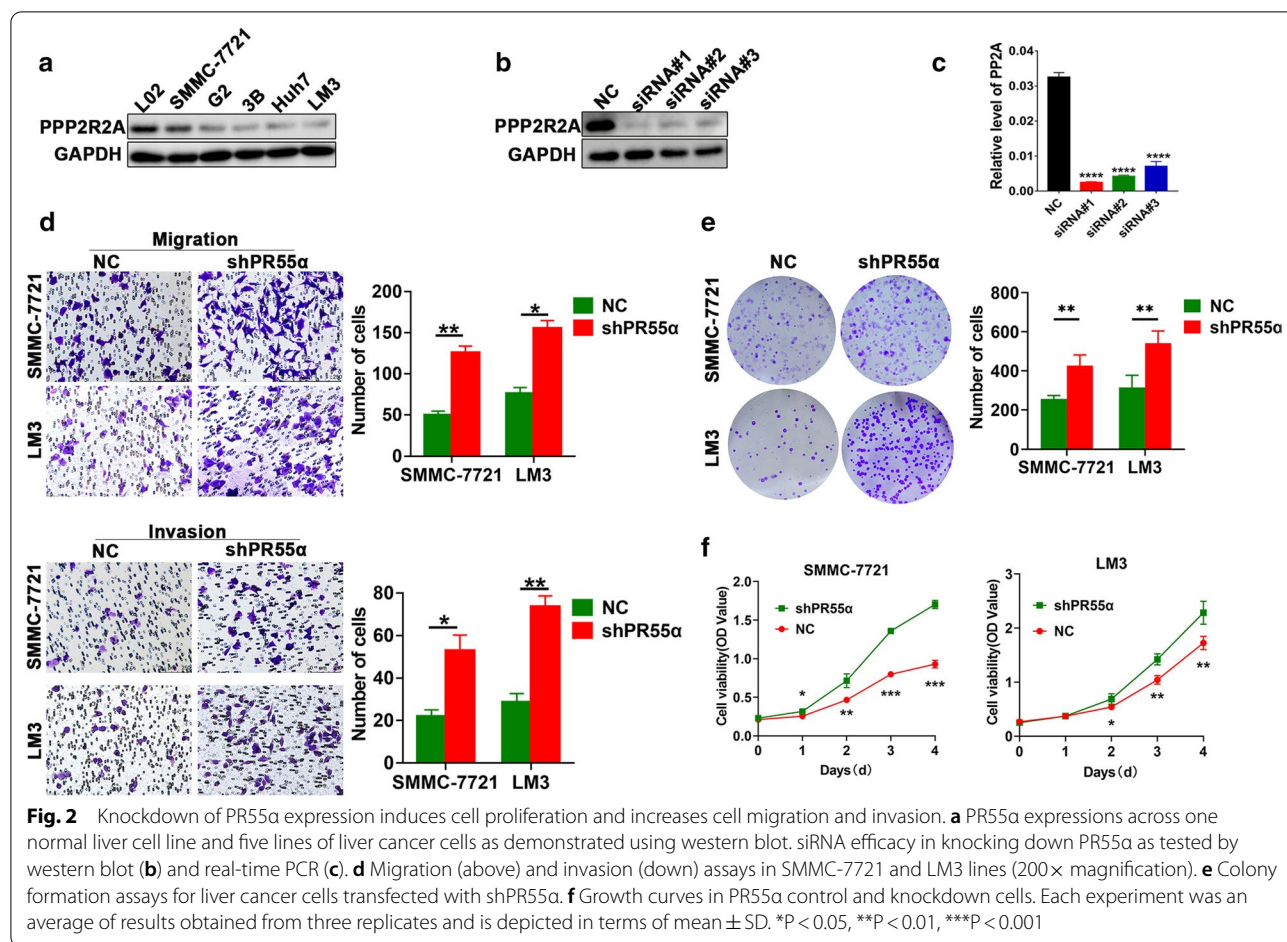 a
L02
SMMC-7721
G2
3B
Huh7
LM3
PPP2R2A
GAPDH
b
NC
siRNA#1
siRNA#2
siRNA#3
PPP2R2A
GAPDH
c
Relative level of PP2A
0.04
0.03
0.02
0.01
0.00
****
****
****
NC
siRNA#1
siRNA#2
siRNA#3
d
Migration
NC
shPR55α
SMMC-7721
LM3
Number of cells
200
150
100
50
0
**
*
NC
shPR55α
SMMC-7721
LM3
Invasion
NC
shPR55α
SMMC-7721
LM3
Number of cells
80
60
40
20
0
*
**
NC
shPR55α
SMMC-7721
LM3
e
NC
shPR55α
SMMC-7721
LM3
Number of cells
800
600
400
200
0
**
**
NC
shPR55α
SMMC-7721
LM3
f
SMMC-7721
Cell viability(OD Value)
2.0
1.5
1.0
0.5
0.0
shPR55α
NC
*
**
***
***
0 1 2 3 4
Days(d)
LM3
Cell viability(OD Value)
3
2
1
0
shPR55α
NC
*
**
**
0 1 2 3 4
Days(d)
Fig. 2 Knockdown of PR55α expression induces cell proliferation and increases cell migration and invasion. a PR55α expressions across one
normal liver cell line and five lines of liver cancer cells as demonstrated using western blot. siRNA efficacy in knocking down PR55α as tested by
western blot (b) and real-time PCR (c). d Migration (above) and invasion (down) assays in SMMC-7721 and LM3 lines (200× magnification). e Colony
formation assays for liver cancer cells transfected with shPR55α. f Growth curves in PR55α control and knockdown cells. Each experiment was an
average of results obtained from three replicates and is depicted in terms of mean ± SD. *P < 0.05, **P < 0.01, ***P < 0.001